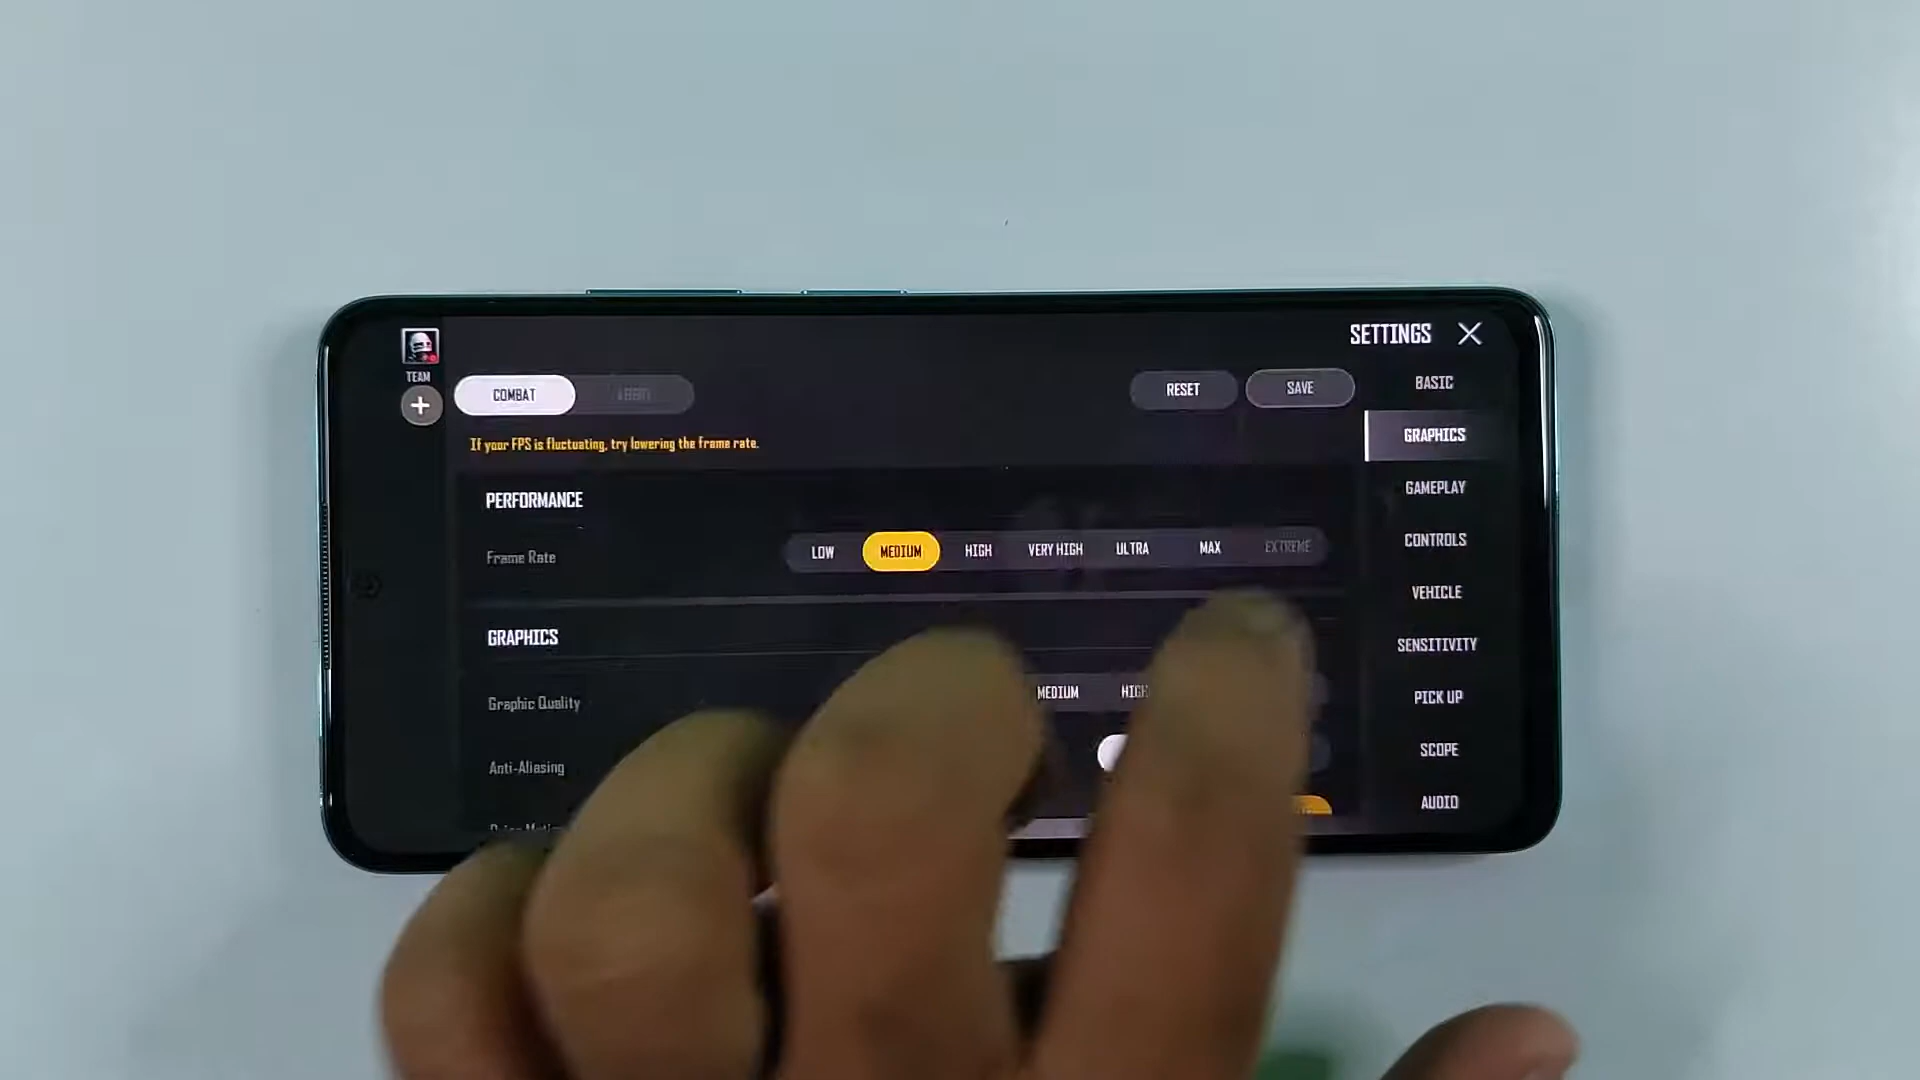 SETTINGS
TEAM
COMBAT
RESET
SAVE
If your FPS is fluctuating, try lowering the frame rate.
PERFORMANCE
Frame Rate
LOW
MEDIUM
HIGH
VERY HIGH
ULTRA
MAX
EXTREME
GRAPHICS
Graphic Quality
MEDIUM
HIGH
Anti-Aliasing
BASIC
GRAPHICS
GAMEPLAY
CONTROLS
VEHICLE
SENSITIVITY
PICK UP
SCOPE
AUDIO